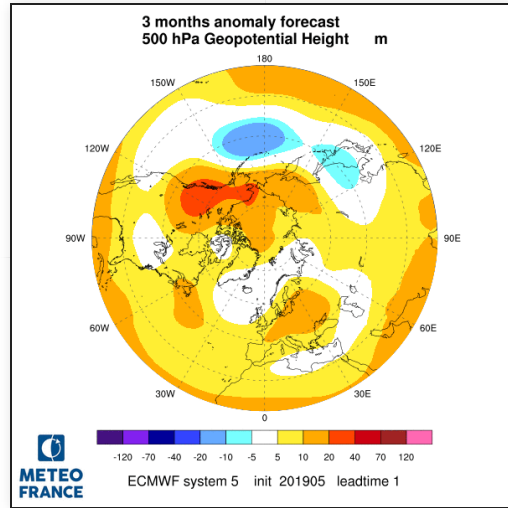 3 months anomaly forecast
500 hPa Geopotential Height m
180
150W 150E
120W 120E
90W 90E
60W 60E
30W 30E
0
-120 -70 -40 -20 -10 -5 5 10 20 40 70 120
ECMWF system 5 init 201905 leadtime 1
METEO
FRANCE